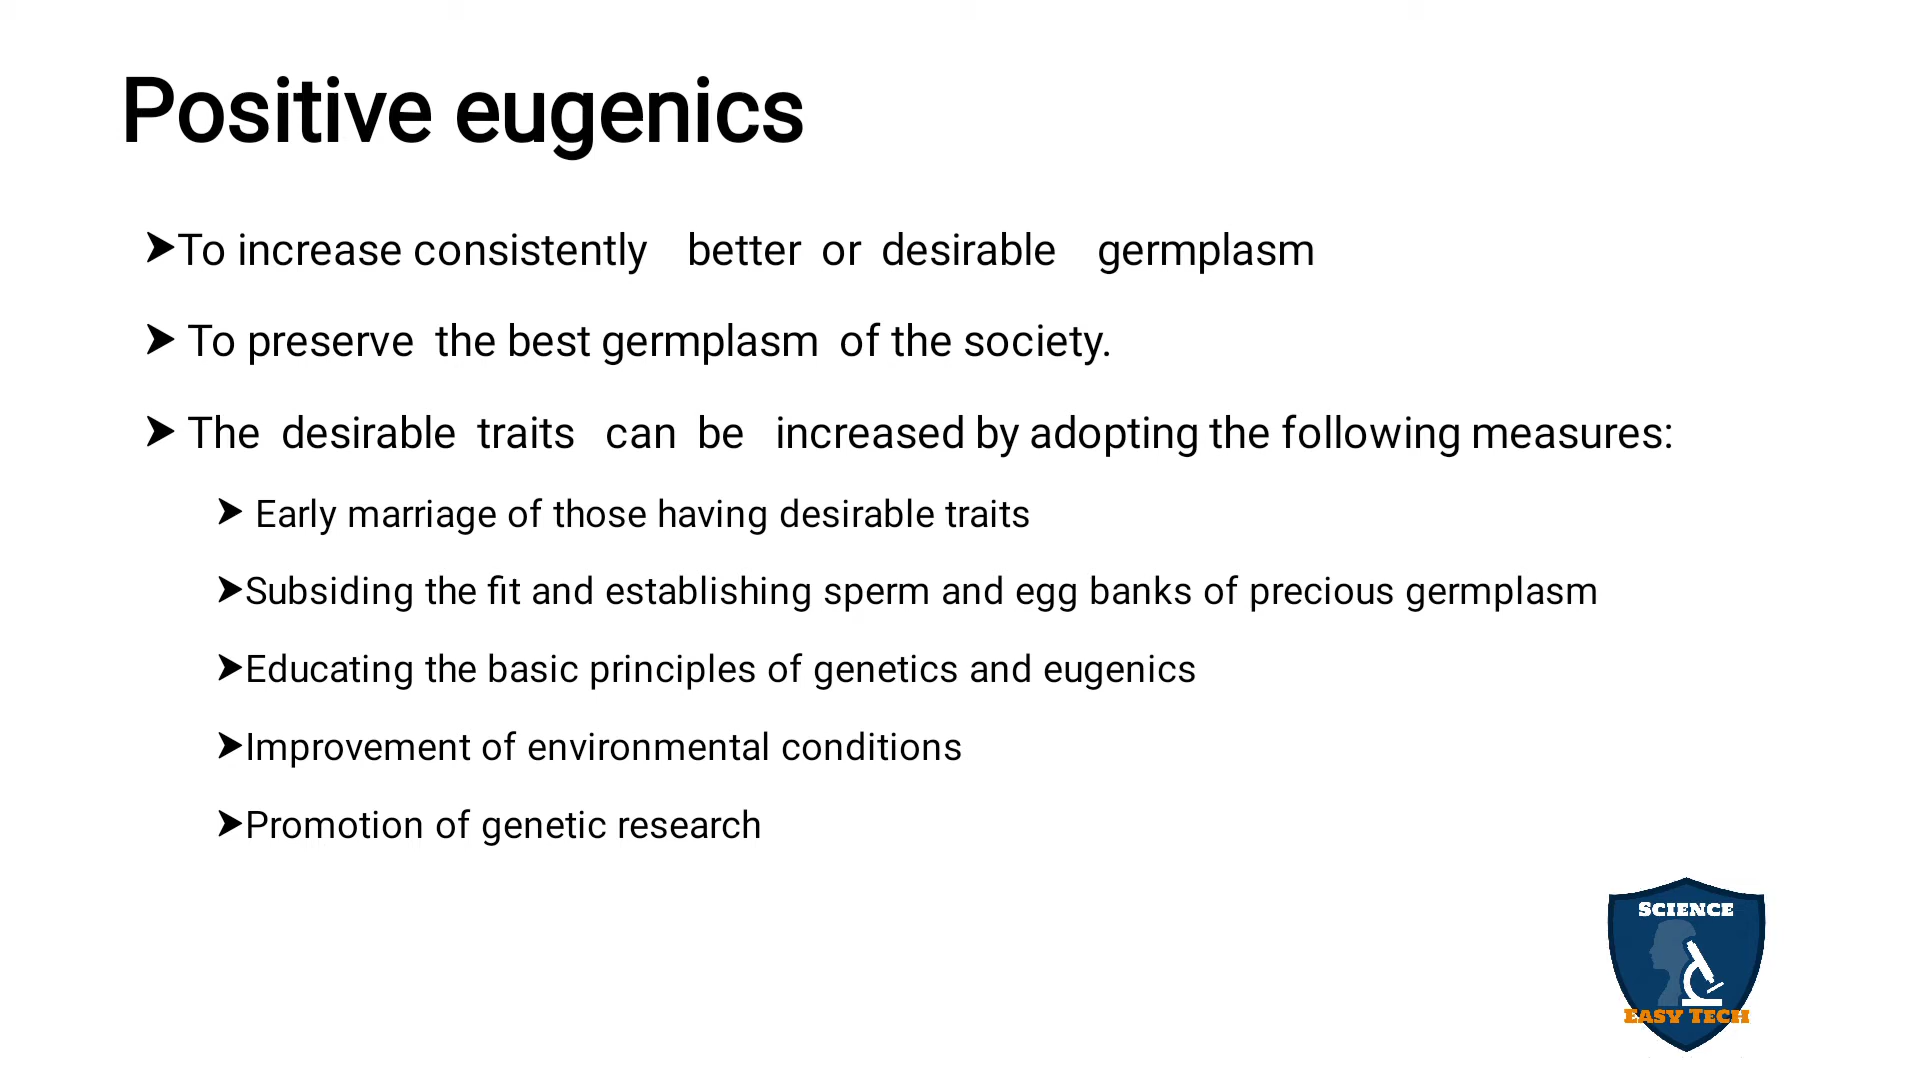 Positive eugenics
➤To increase consistently better or desirable germplasm
➤ To preserve the best germplasm of the society.
➤ The desirable traits can be increased by adopting the following measures:
➤ Early marriage of those having desirable traits
➤Subsiding the fit and establishing sperm and egg banks of precious germplasm
➤Educating the basic principles of genetics and eugenics
➤Improvement of environmental conditions
➤Promotion of genetic research
SCIENCE
EASY TECH